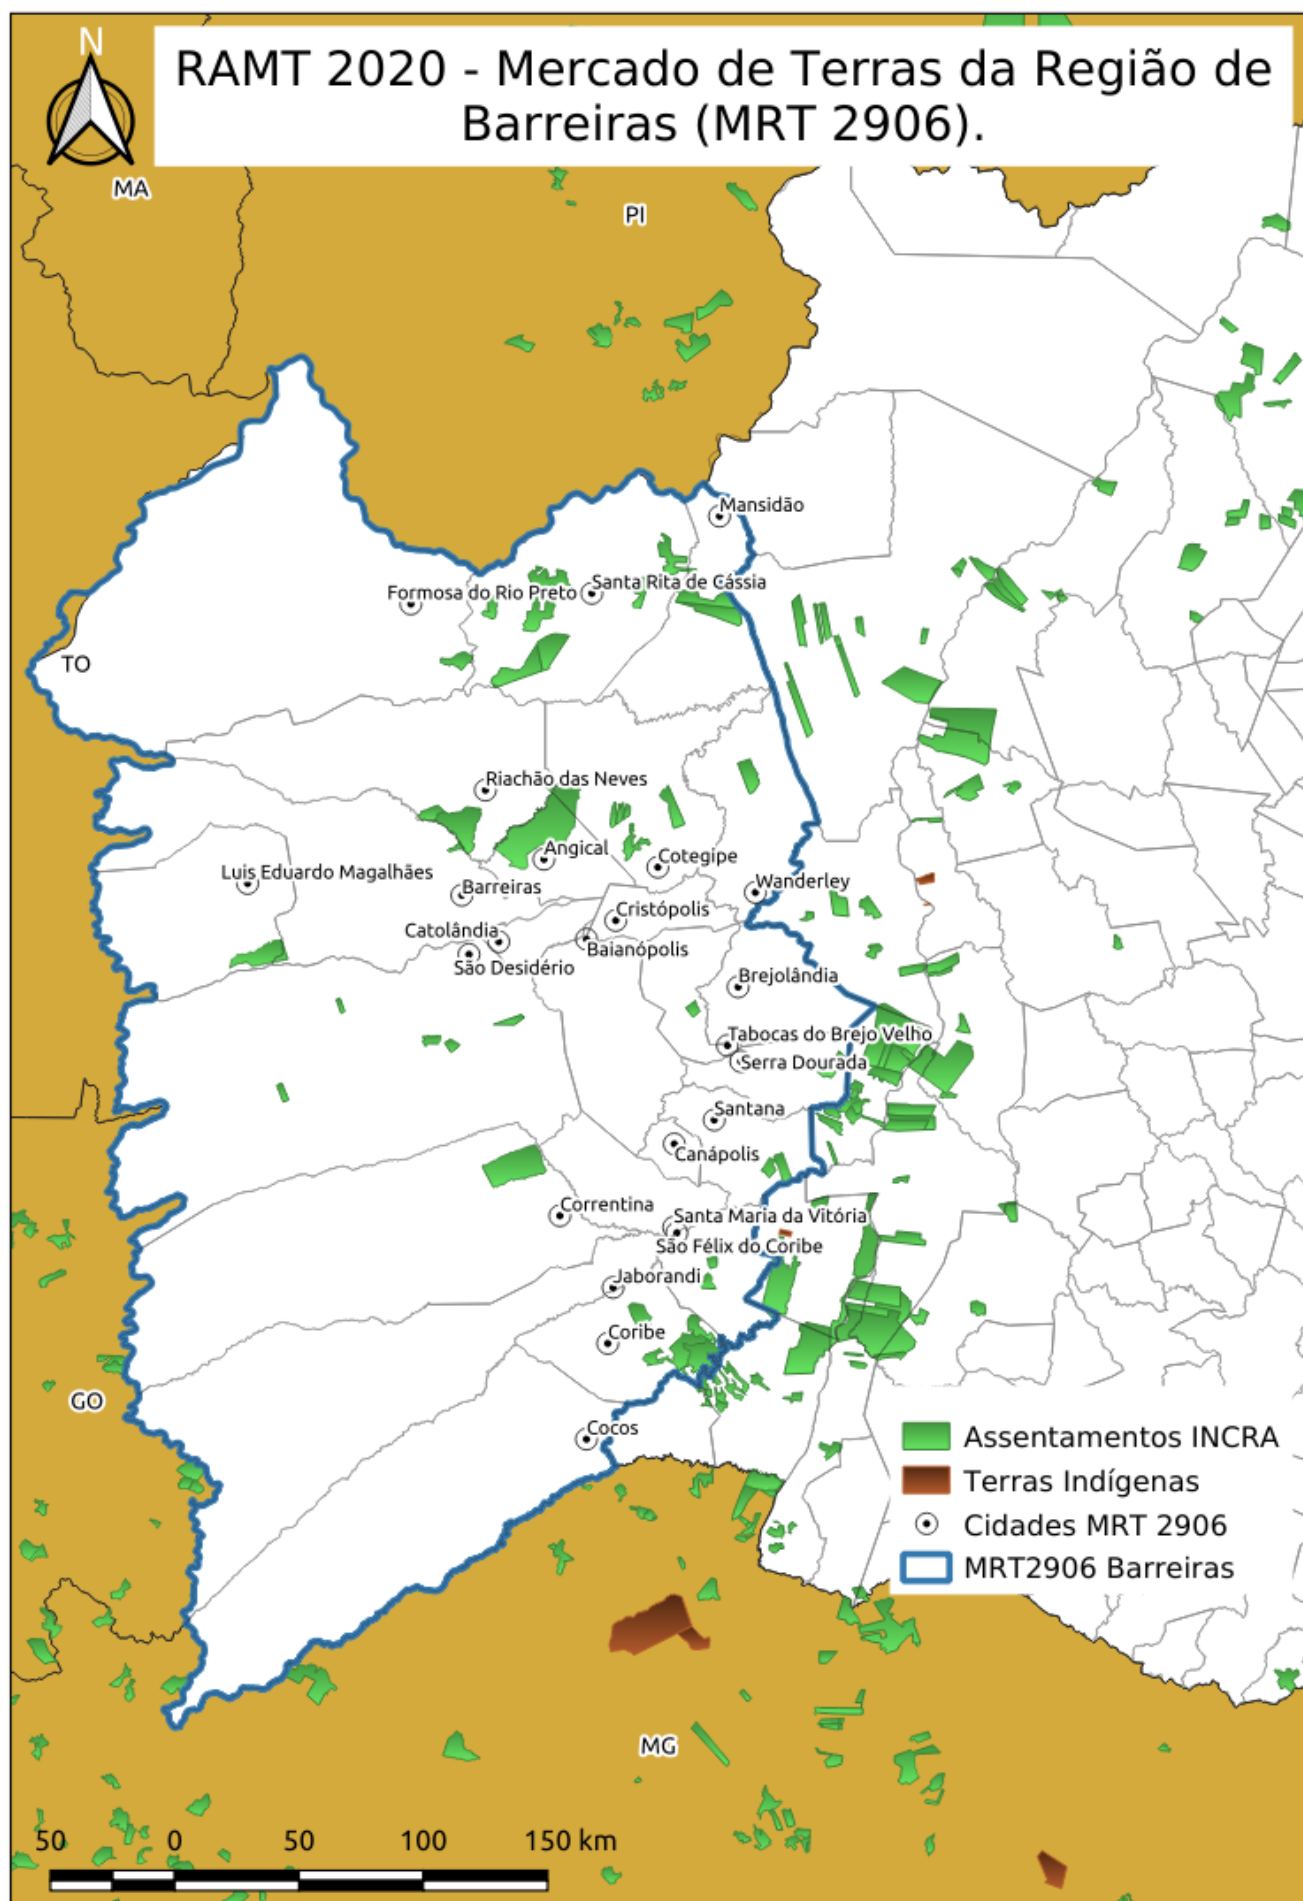 N
RAMT 2020 - Mercado de Terras da Região de
Barreiras (MRT 2906).
MA
PI
Mansidão
Santa Rita de Cássia
Formosa do Rio Preto
TO
Riachão das Neves
Angical
Cotegipe
Luis Eduardo Magalhães
Wanderley
Barreiras
Cristópolis
Catolândia
Baianópolis
São Desidério
Brejolândia
Tabocas do Brejo Velho
Serra Dourada
Santana
Canápolis
Correntina
Santa Maria da Vitória
São Félix do Coribe
Jaborandi
Coribe
GO
Cocos
Assentamentos INCRA
Terras Indígenas
Cidades MRT 2906
MRT2906 Barreiras
MG
50 0 50 100 150 km